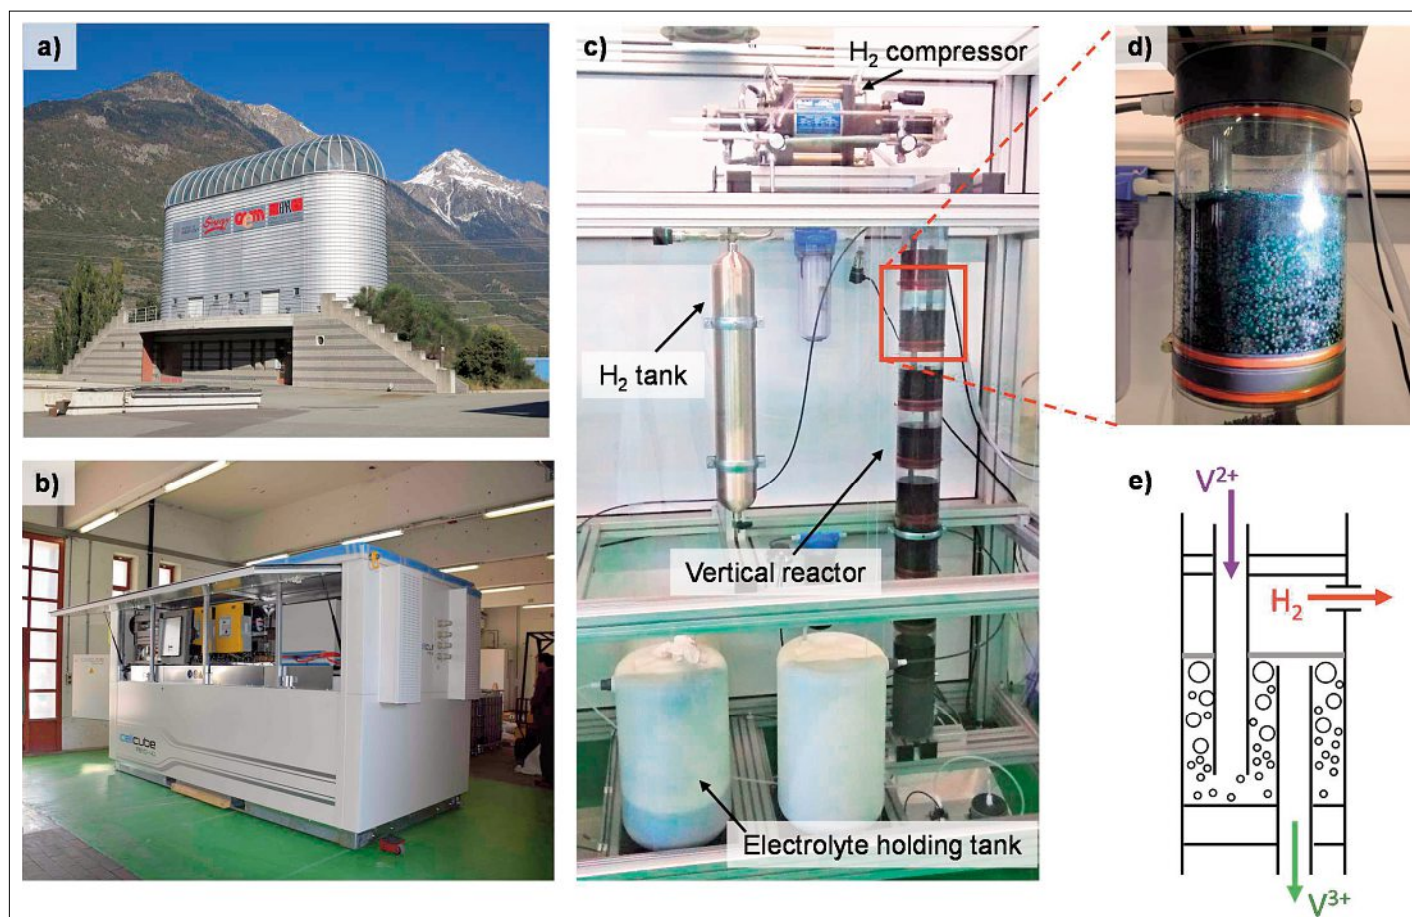 a)
b)
cellcube
c)
H₂ compressor
H₂ tank
Vertical reactor
Electrolyte holding tank
d)
e)
V²⁺
H₂
V³⁺